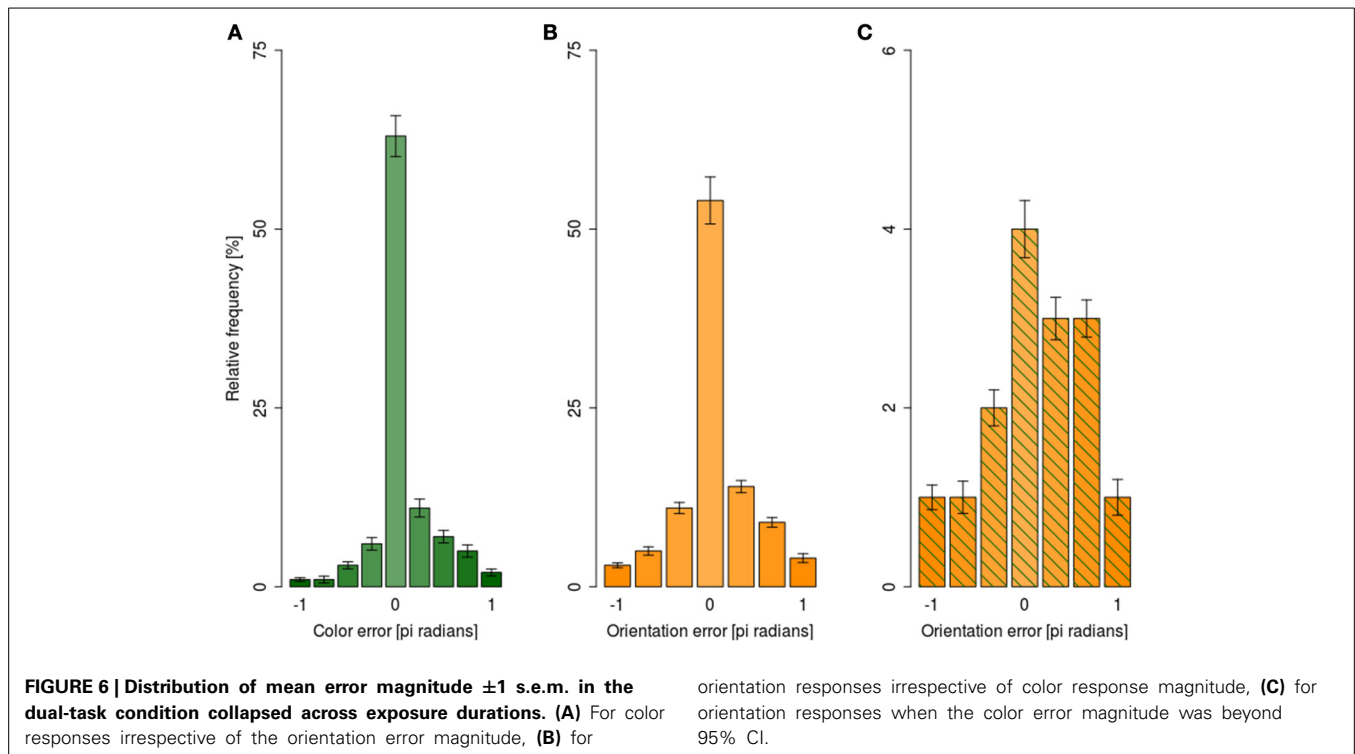 A
B
C
Relative frequency [%]
75
50
25
0
-1 0 1
Color error [pi radians]
75
50
25
0
-1 0 1
Orientation error [pi radians]
6
4
2
0
-1 0 1
Orientation error [pi radians]
FIGURE 6 | Distribution of mean error magnitude ±1 s.e.m. in the
dual-task condition collapsed across exposure durations. (A) For color
responses irrespective of the orientation error magnitude, (B) for
orientation responses irrespective of color response magnitude, (C) for
orientation responses when the color error magnitude was beyond
95% CI.